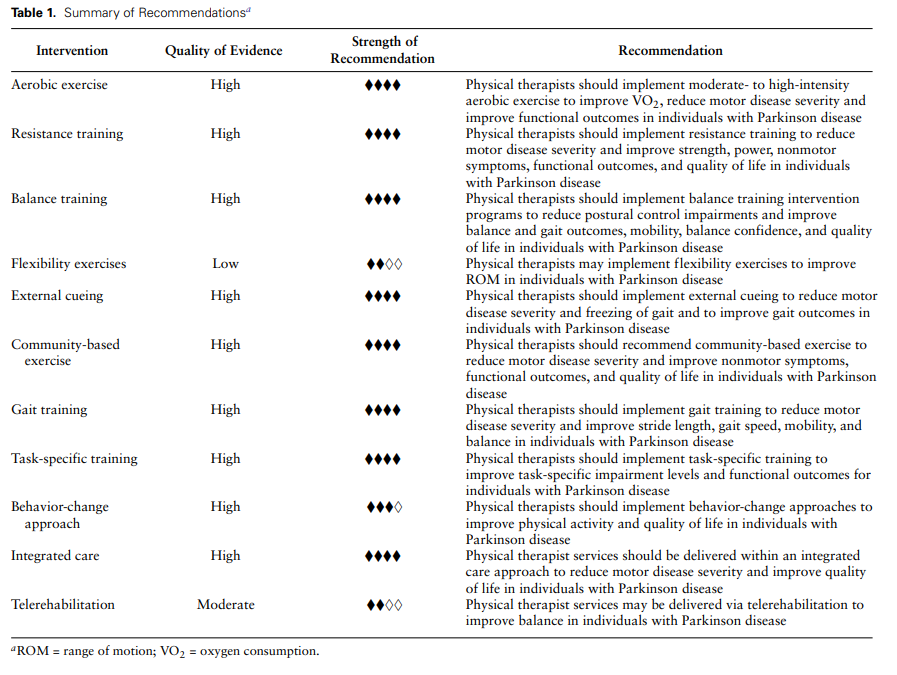 Table 1. Summary of Recommendationsa
Intervention Quality of Evidence Strength of Recommendation Recommendation
Aerobic exercise High ♦♦♦♦ Physical therapists should implement moderate- to high-intensity
aerobic exercise to improve VO2, reduce motor disease severity and
improve functional outcomes in individuals with Parkinson disease
Resistance training High ♦♦♦♦ Physical therapists should implement resistance training to reduce
motor disease severity and improve strength, power, nonmotor
symptoms, functional outcomes, and quality of life in individuals
with Parkinson disease
Balance training High ♦♦♦♦ Physical therapists should implement balance training intervention
programs to reduce postural control impairments and improve
balance and gait outcomes, mobility, balance confidence, and quality
of life in individuals with Parkinson disease
Flexibility exercises Low ♦♦◊◊ Physical therapists may implement flexibility exercises to improve
ROM in individuals with Parkinson disease
External cueing High ♦♦♦♦ Physical therapists should implement external cueing to reduce motor
disease severity and freezing of gait and to improve gait outcomes in
individuals with Parkinson disease
Community-based High ♦♦♦♦ Physical therapists should recommend community-based exercise to
exercise reduce motor disease severity and improve nonmotor symptoms,
functional outcomes, and quality of life in individuals with Parkinson
disease
Gait training High ♦♦♦♦ Physical therapists should implement gait training to reduce motor
disease severity and improve stride length, gait speed, mobility, and
balance in individuals with Parkinson disease
Task-specific training High ♦♦♦♦ Physical therapists should implement task-specific training to
improve task-specific impairment levels and functional outcomes for
individuals with Parkinson disease
Behavior-change High ♦♦♦◊ Physical therapists should implement behavior-change approaches to
approach improve physical activity and quality of life in individuals with
Parkinson disease
Integrated care High ♦♦♦♦ Physical therapist services should be delivered within an integrated
care approach to reduce motor disease severity and improve quality
of life in individuals with Parkinson disease
Telerehabilitation Moderate ♦♦◊◊ Physical therapist services may be delivered via telerehabilitation to
improve balance in individuals with Parkinson disease
aROM = range of motion; VO2 = oxygen consumption.